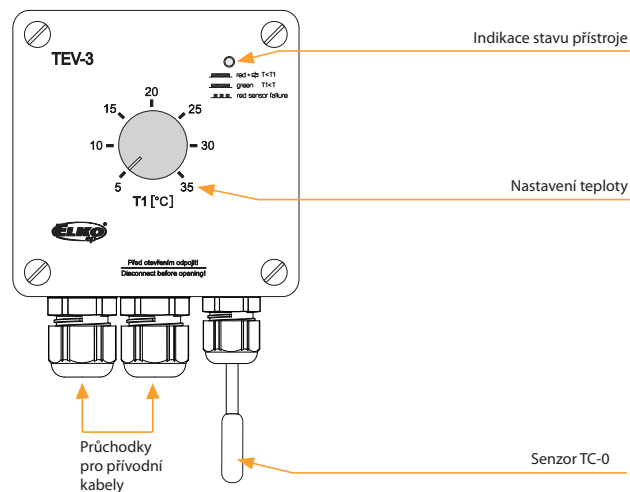 Indikace stavu přístroje
TEV-3
red + T<T1
green T1<T
red sensor failure
20
15 25
10 30
5 35
T1 [°C]
Nastavení teploty
ELKO
ep
®
Před otevřením odpojit!
Disconnect before opening!
Průchodky
pro přívodní
kabely
Senzor TC-0